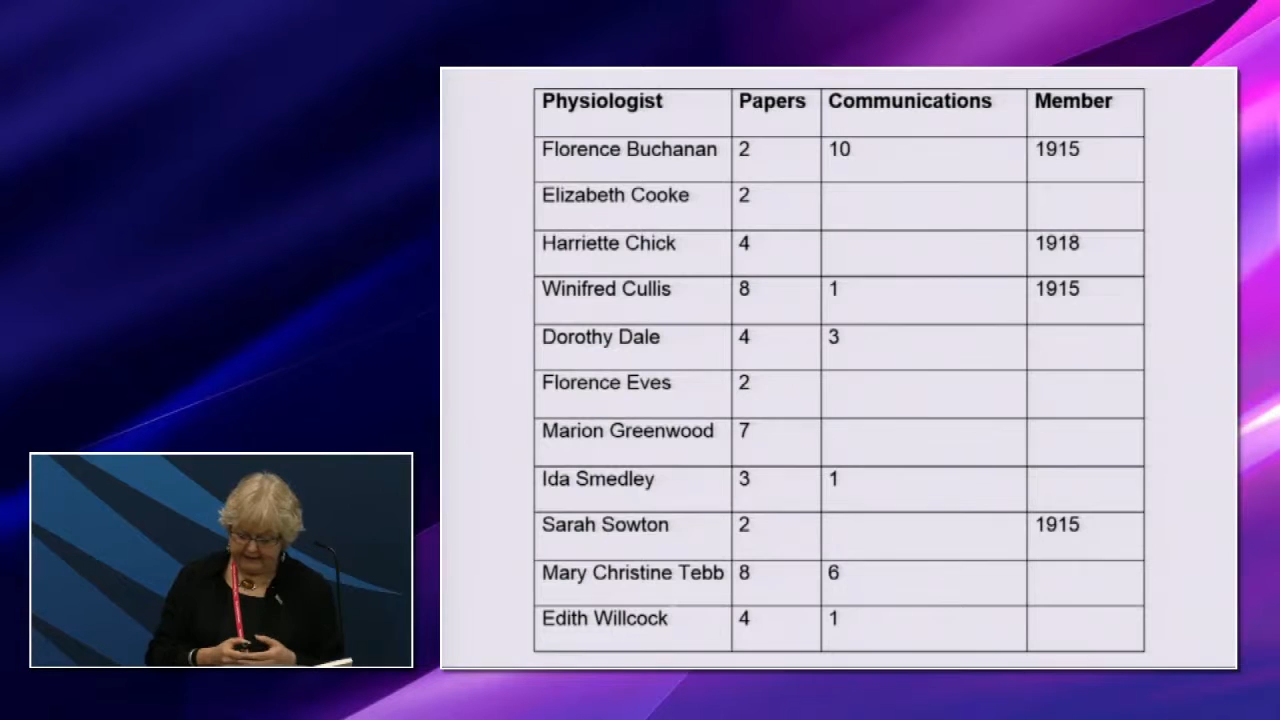 Physiologist Papers Communications Member
Florence Buchanan 2 10 1915
Elizabeth Cooke 2
Harriette Chick 4 1918
Winifred Cullis 8 1 1915
Dorothy Dale 4 3
Florence Eves 2
Marion Greenwood 7
Ida Smedley 3 1
Sarah Sowton 2 1915
Mary Christine Tebb 8 6
Edith Willcock 4 1